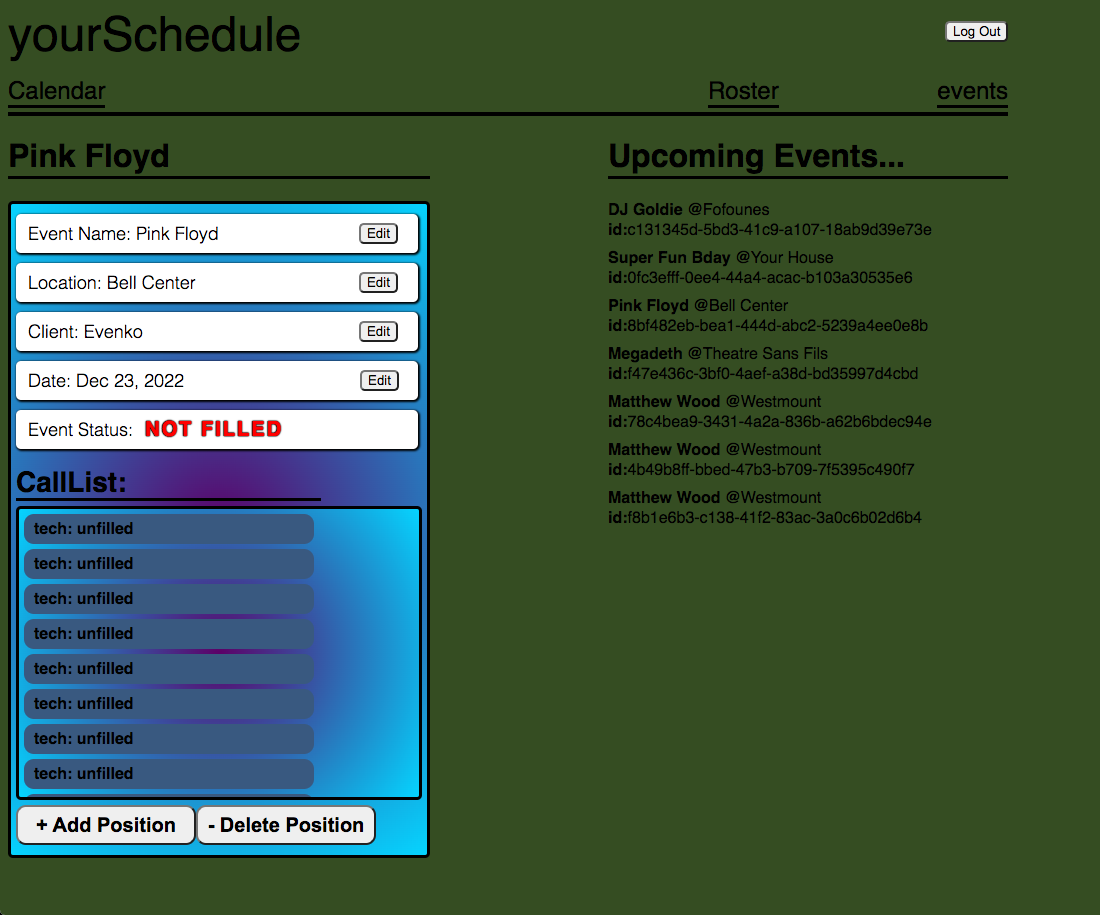 yourSchedule
Log Out
Calendar
Roster
events
Pink Floyd
Event Name: Pink Floyd
Edit
Location: Bell Center
Edit
Client: Evenko
Edit
Date: Dec 23, 2022
Edit
Event Status: NOT FILLED
CallList:
tech: unfilled
tech: unfilled
tech: unfilled
tech: unfilled
tech: unfilled
tech: unfilled
tech: unfilled
tech: unfilled
+ Add Position
- Delete Position
Upcoming Events...
DJ Goldie @Fofounes
id:c131345d-5bd3-41c9-a107-18ab9d39e73e
Super Fun Bday @Your House
id:0fc3efff-0ee4-44a4-acac-b103a30535e6
Pink Floyd @Bell Center
id:8bf482eb-bea1-444d-abc2-5239a4ee0e8b
Megadeth @Theatre Sans Fils
id:f47e436c-3bf0-4aef-a38d-bd35997d4cbd
Matthew Wood @Westmount
id:78c4bea9-3431-4a2a-836b-a62b6bdec94e
Matthew Wood @Westmount
id:4b49b8ff-bbed-47b3-b709-7f5395c490f7
Matthew Wood @Westmount
id:f8b1e6b3-c138-41f2-83ac-3a0c6b02d6b4